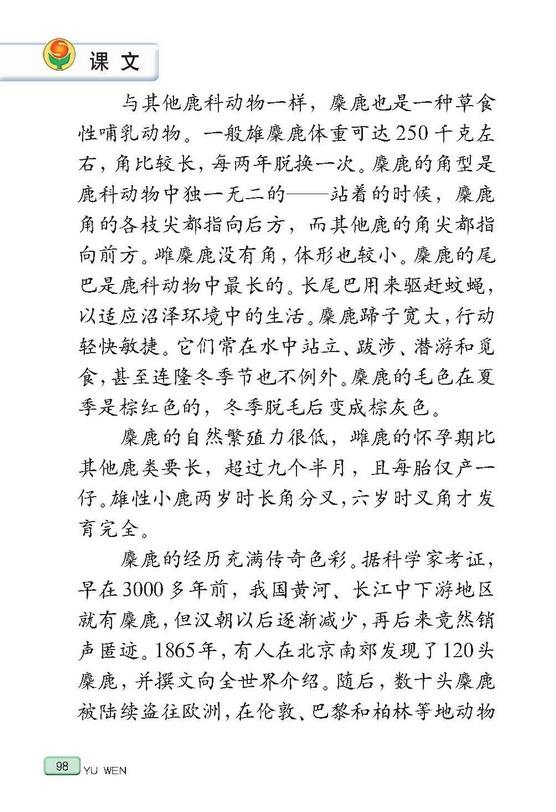 课文
与其他鹿科动物一样，麋鹿也是一种草食
性哺乳动物。一般雄麋鹿体重可达250千克左
右，角比较长，每两年脱换一次。麋鹿的角型是
鹿科动物中独一无二的——站着的时候，麋鹿
角的各枝尖都指向后方，而其他鹿的角尖都指
向前方。雌麋鹿没有角，体形也较小。麋鹿的尾
巴是鹿科动物中最长的。长尾巴用来驱赶蚊蝇，
以适应沼泽环境中的生活。麋鹿蹄子宽大，行动
轻快敏捷。它们常在水中站立、跋涉、潜游和觅
食，甚至连隆冬季节也不例外。麋鹿的毛色在夏
季是棕红色的，冬季脱毛后变成棕灰色。
麋鹿的自然繁殖力很低，雌鹿的怀孕期比
其他鹿类要长，超过九个半月，且每胎仅产一
仔。雄性小鹿两岁时长角分叉，六岁时叉角才发
育完全。
麋鹿的经历充满传奇色彩。据科学家考证，
早在3000多年前，我国黄河、长江中下游地区
就有麋鹿，但汉朝以后逐渐减少，再后来竟然销
声匿迹。1865年，有人在北京南郊发现了120头
麋鹿，并撰文向全世界介绍。随后，数十头麋鹿
被陆续盗往欧洲，在伦敦、巴黎和柏林等地动物
98 YU WEN